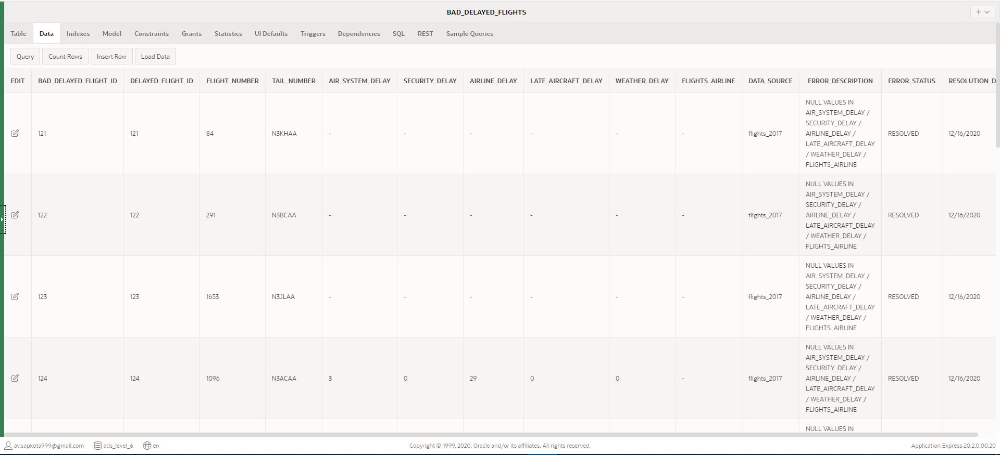 BAD_DELAYED_FLIGHTS
Table Data Indexes Model Constraints Grants Statistics UI Defaults Triggers Dependencies SQL REST Sample Queries
Query Count Rows Insert Row Load Data
EDIT BAD_DELAYED_FLIGHT_ID DELAYED_FLIGHT_ID FLIGHT_NUMBER TAIL_NUMBER AIR_SYSTEM_DELAY SECURITY_DELAY AIRLINE_DELAY LATE_AIRCRAFT_DELAY WEATHER_DELAY FLIGHTS_AIRLINE DATA_SOURCE ERROR_DESCRIPTION ERROR_STATUS RESOLUTION_D
NULL VALUES IN
AIR_SYSTEM_DELAY /
SECURITY_DELAY /
121 121 84 N3KHAA - - - - - - flights_2017 AIRLINE_DELAY / RESOLVED 12/16/2020
LATE_AIRCRAFT_DELAY
/ WEATHER_DELAY /
FLIGHTS_AIRLINE
NULL VALUES IN
AIR_SYSTEM_DELAY /
SECURITY_DELAY /
122 122 291 N3BCAA - - - - - - flights_2017 AIRLINE_DELAY / RESOLVED 12/16/2020
LATE_AIRCRAFT_DELAY
/ WEATHER_DELAY /
FLIGHTS_AIRLINE
NULL VALUES IN
AIR_SYSTEM_DELAY /
SECURITY_DELAY /
123 123 1653 N3JLAA - - - - - - flights_2017 AIRLINE_DELAY / RESOLVED 12/16/2020
LATE_AIRCRAFT_DELAY
/ WEATHER_DELAY /
FLIGHTS_AIRLINE
NULL VALUES IN
AIR_SYSTEM_DELAY /
SECURITY_DELAY /
124 124 1096 N3ACAA 3 0 29 0 0 - flights_2017 AIRLINE_DELAY / RESOLVED 12/16/2020
LATE_AIRCRAFT_DELAY
/ WEATHER_DELAY /
FLIGHTS_AIRLINE
NULL VALUES IN
av.sapkota999@gmail.com ads_level_6 en Copyright © 1999, 2020, Oracle and/or its affiliates. All rights reserved. Application Express 20.2.0.00.20